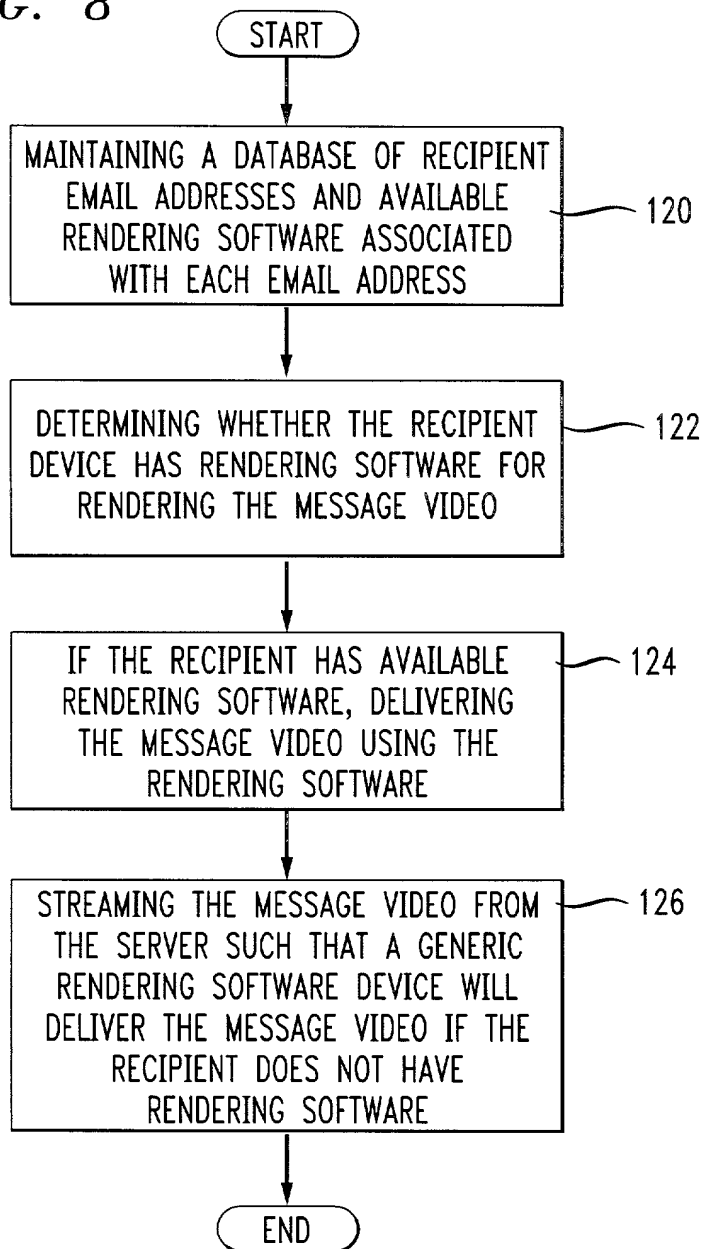 G. 8
START
MAINTAINING A DATABASE OF RECIPIENT
EMAIL ADDRESSES AND AVAILABLE
RENDERING SOFTWARE ASSOCIATED
WITH EACH EMAIL ADDRESS
120
DETERMINING WHETHER THE RECIPIENT
DEVICE HAS RENDERING SOFTWARE FOR
RENDERING THE MESSAGE VIDEO
122
IF THE RECIPIENT HAS AVAILABLE
RENDERING SOFTWARE, DELIVERING
THE MESSAGE VIDEO USING THE
RENDERING SOFTWARE
124
STREAMING THE MESSAGE VIDEO FROM
THE SERVER SUCH THAT A GENERIC
RENDERING SOFTWARE DEVICE WILL
DELIVER THE MESSAGE VIDEO IF THE
RECIPIENT DOES NOT HAVE
RENDERING SOFTWARE
126
END